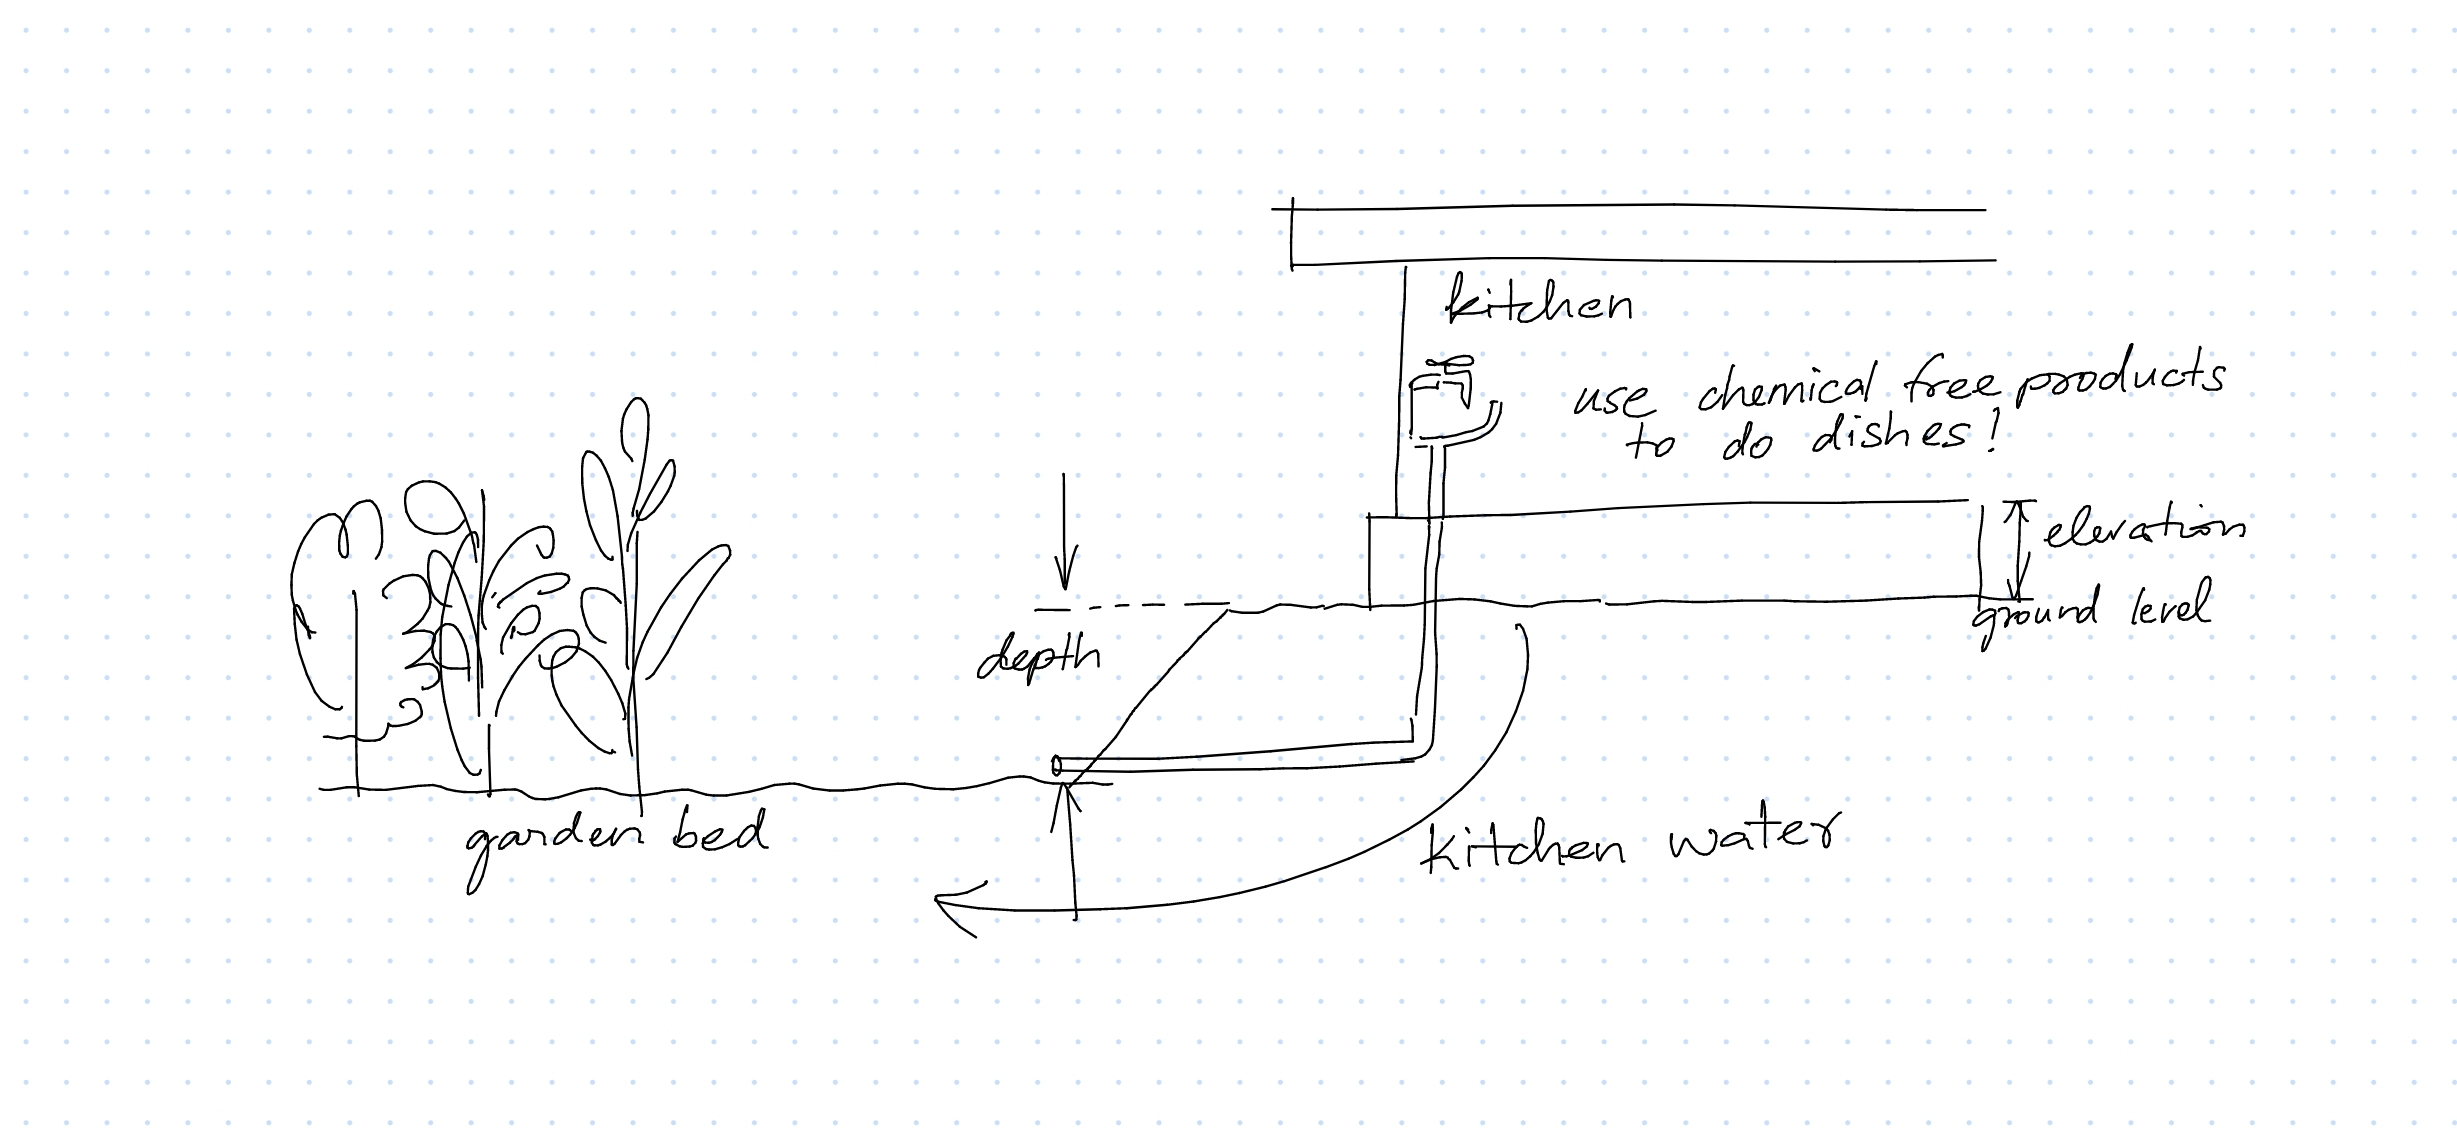 kitchen
use chemical free products
to do dishes!
elevation
ground level
depth
garden bed
kitchen water